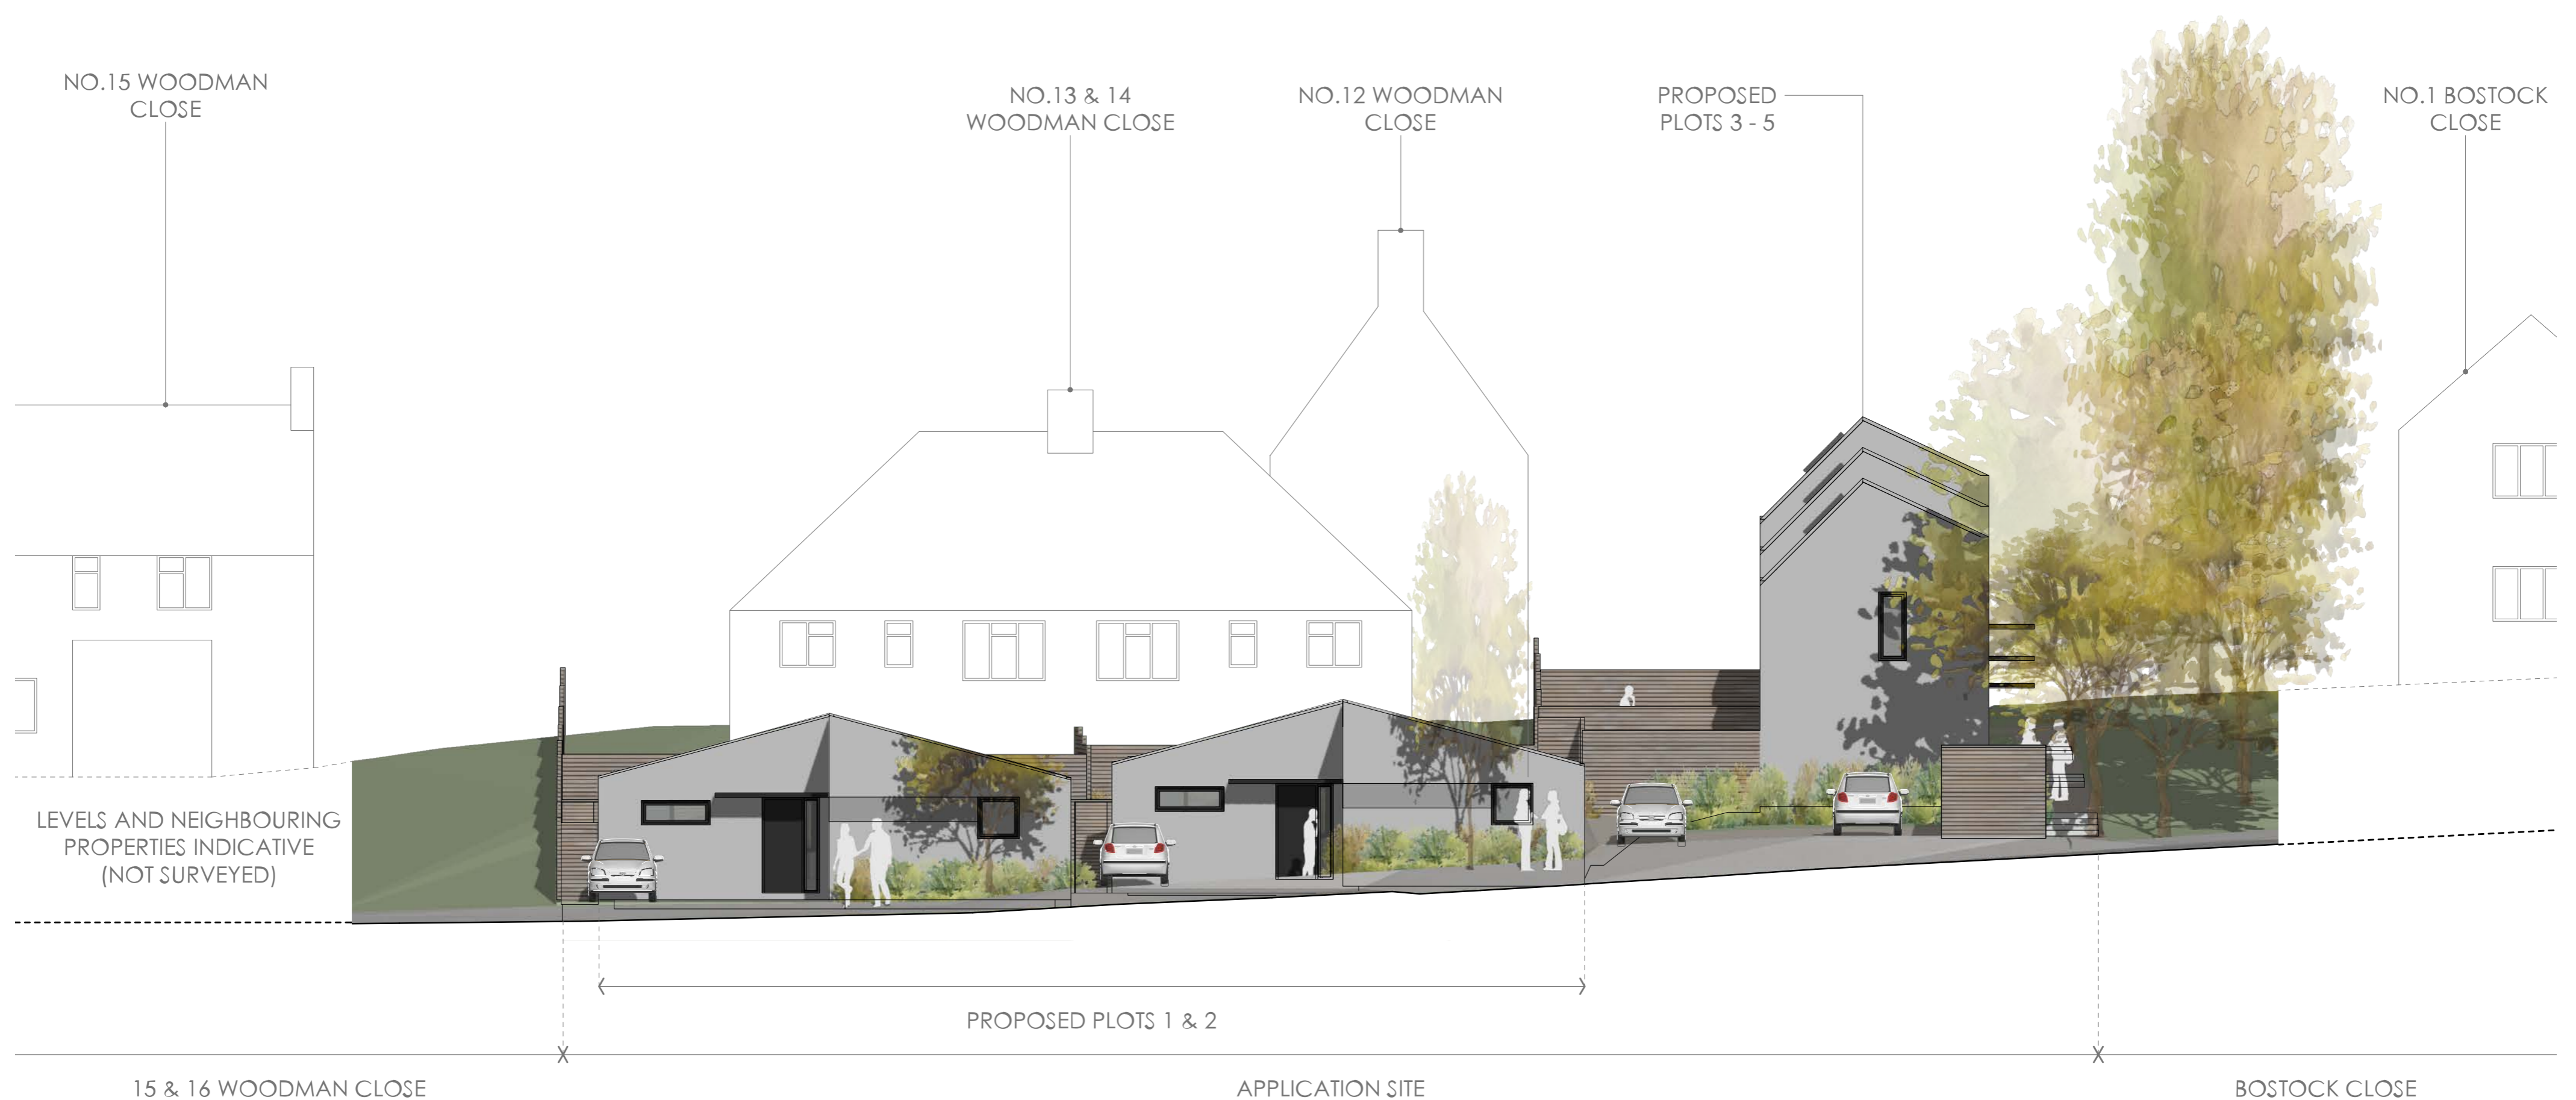 NO.15 WOODMAN
CLOSE
NO.13 & 14
WOODMAN CLOSE
NO.12 WOODMAN
CLOSE
PROPOSED
PLOTS 3 - 5
NO.1 BOSTOCK
CLOSE
LEVELS AND NEIGHBOURING
PROPERTIES INDICATIVE
(NOT SURVEYED)
PROPOSED PLOTS 1 & 2
15 & 16 WOODMAN CLOSE
APPLICATION SITE
BOSTOCK CLOSE